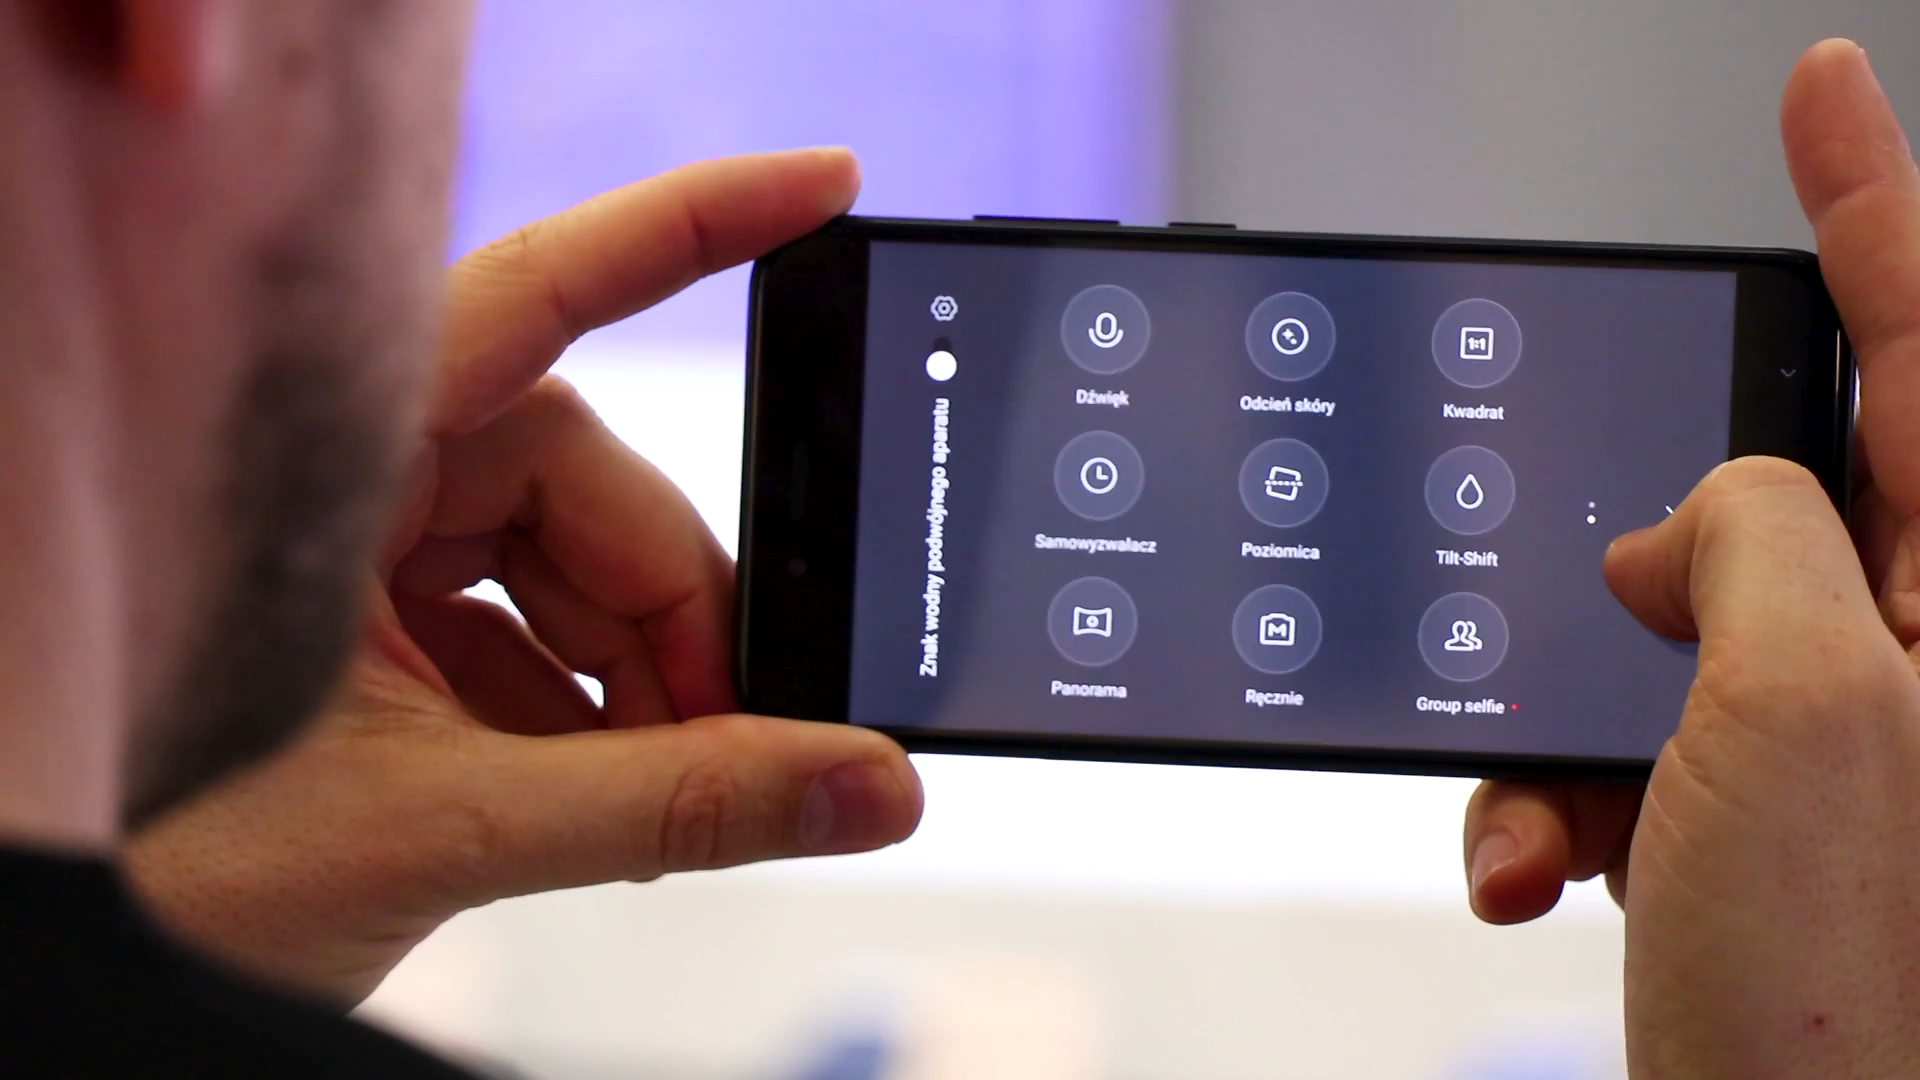 Znak wodny podwójnego aparatu
Dźwięk
Odcień skóry
Kwadrat
1:1
Samowyzwalacz
Poziomica
Tilt-Shift
Panorama
M
Ręcznie
Group selfie